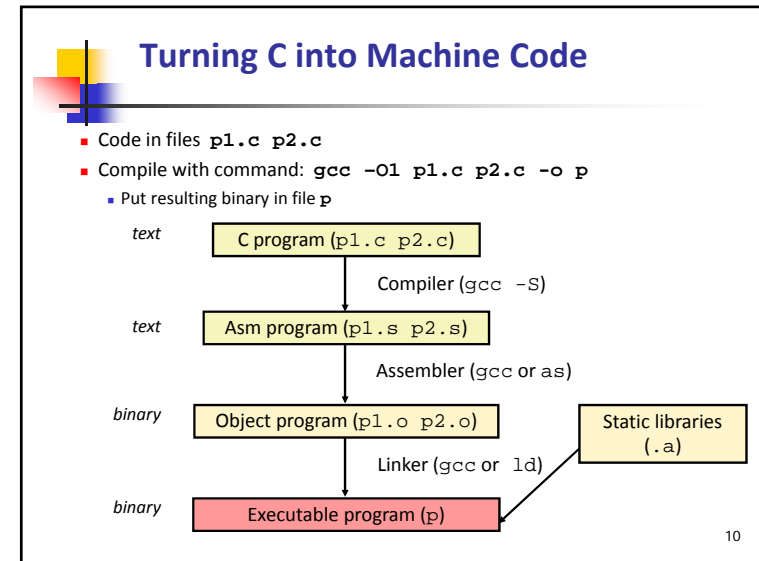 Turning C into Machine Code
Code in files p1.c p2.c
Compile with command: gcc –O1 p1.c p2.c -o p
Put resulting binary in file p
text
C program (p1.c p2.c)
Compiler (gcc -S)
text
Asm program (p1.s p2.s)
Assembler (gcc or as)
binary
Object program (p1.o p2.o)
Static libraries
(.a)
Linker (gcc or ld)
binary
Executable program (p)
10